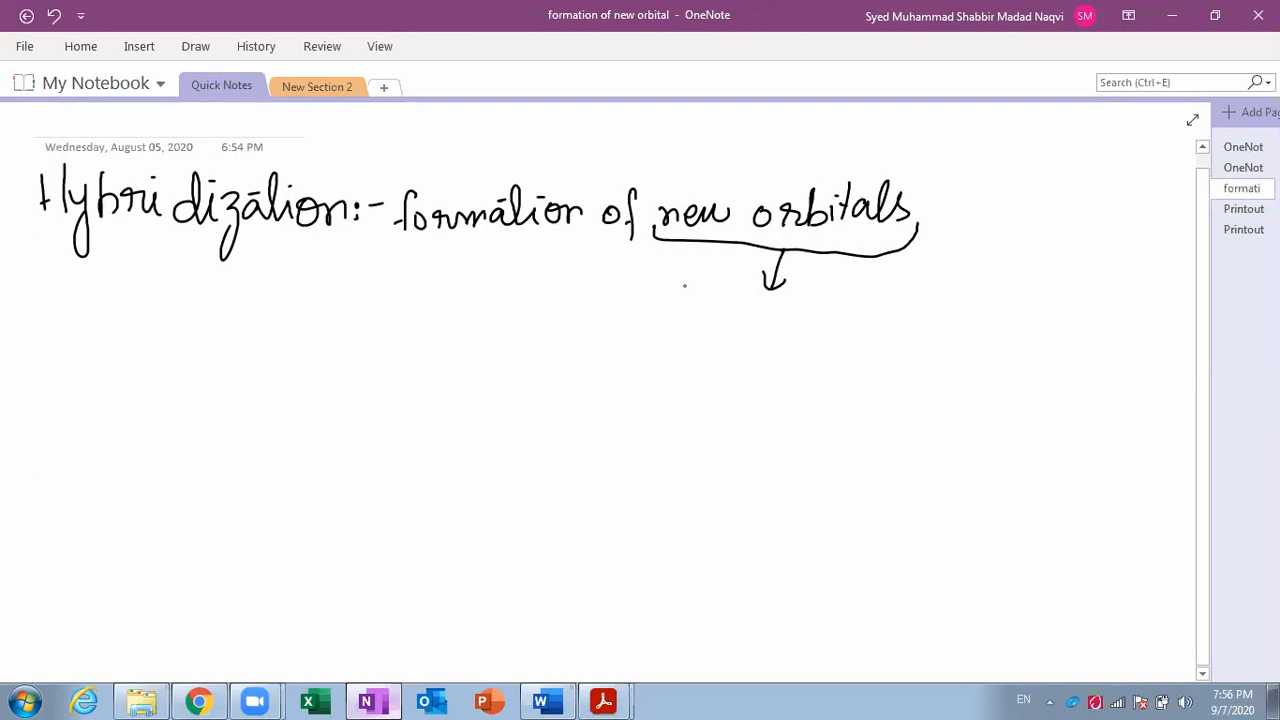 formation of new orbital - OneNote
Syed Muhammad Shabbir Madad Naqvi SM
File Home Insert Draw History Review View
My Notebook Quick Notes New Section 2 +
Search (Ctrl+E)
Add Pag
Wednesday, August 05, 2020 6:54 PM
Hybridization:- formation of new orbitals
OneNot
OneNot
formati
Printout
Printout
EN
7:56 PM
9/7/2020